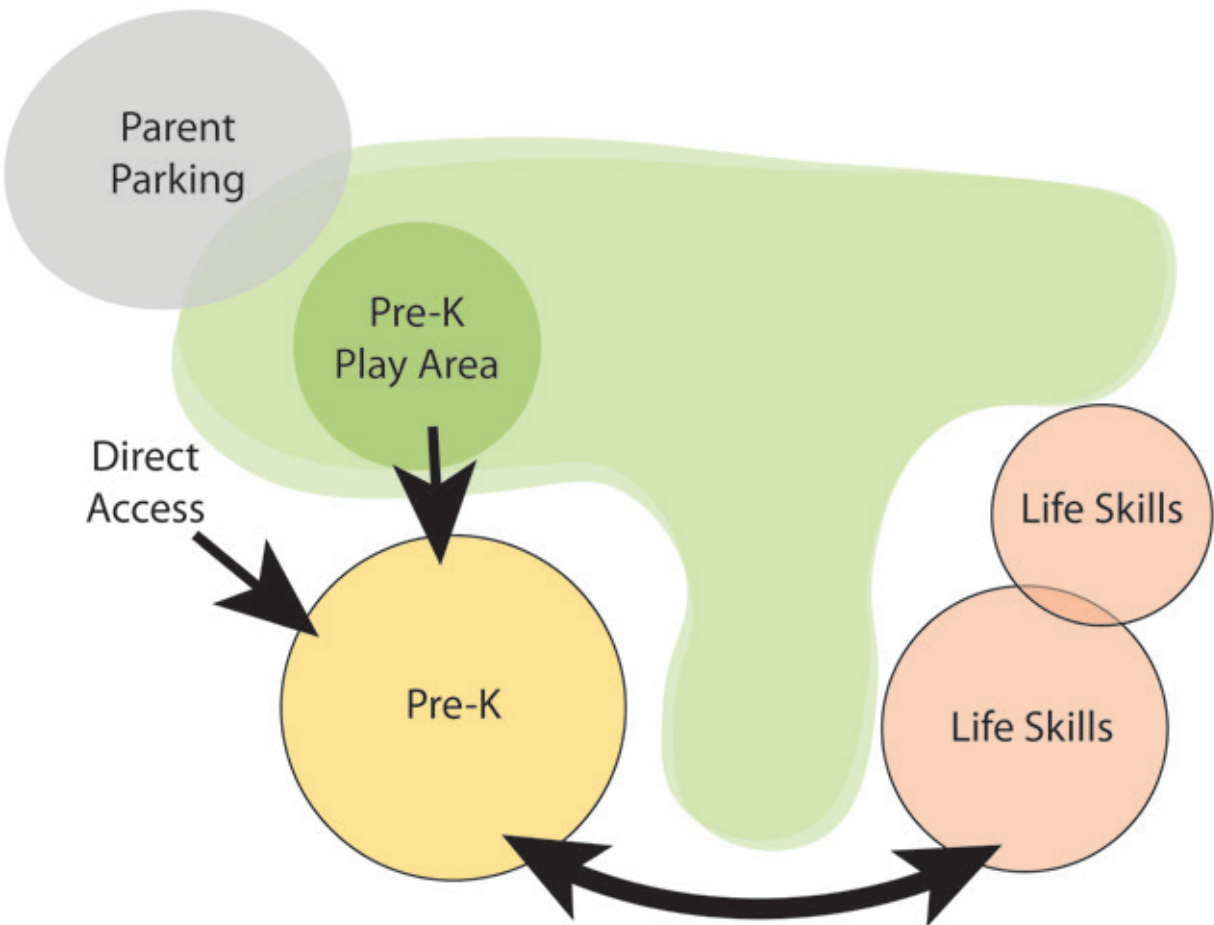 Parent
Parking
Pre-K
Play Area
Direct
Access
Life Skills
Pre-K
Life Skills